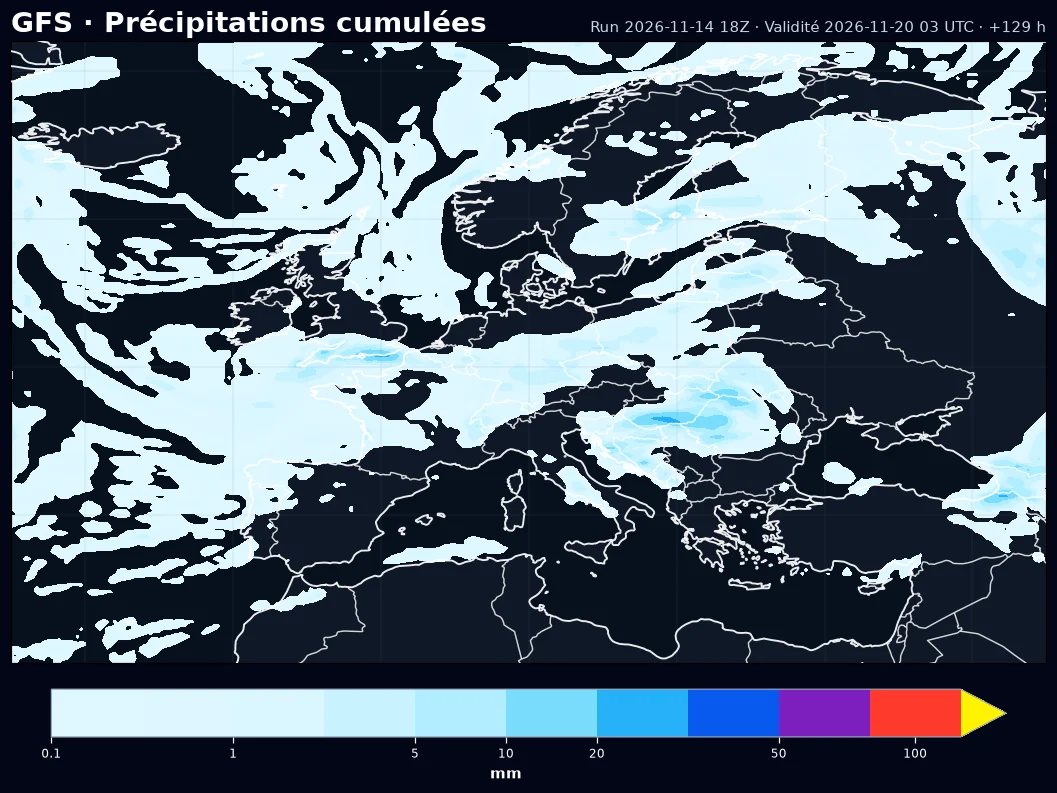 GFS · Précipitations cumulées
Run 2026-11-14 18Z · Validité 2026-11-20 03 UTC · +129 h
0.1 1 5 10 20 50 100
mm